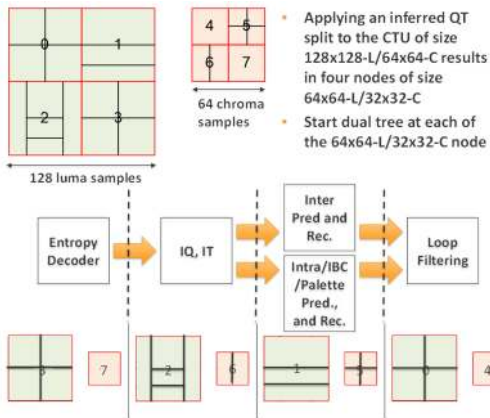 0
1
2
3
4
5
6
7
64 chroma
samples
128 luma samples
• Applying an inferred QT
split to the CTU of size
128x128-L/64x64-C results
in four nodes of size
64x64-L/32x32-C
• Start dual tree at each of
the 64x64-L/32x32-C node
Entropy
Decoder
IQ, IT
Inter
Pred and
Rec.
Intra/IBC
/Palette
Pred.,
and Rec.
Loop
Filtering
3
7
2
6
1
5
0
4